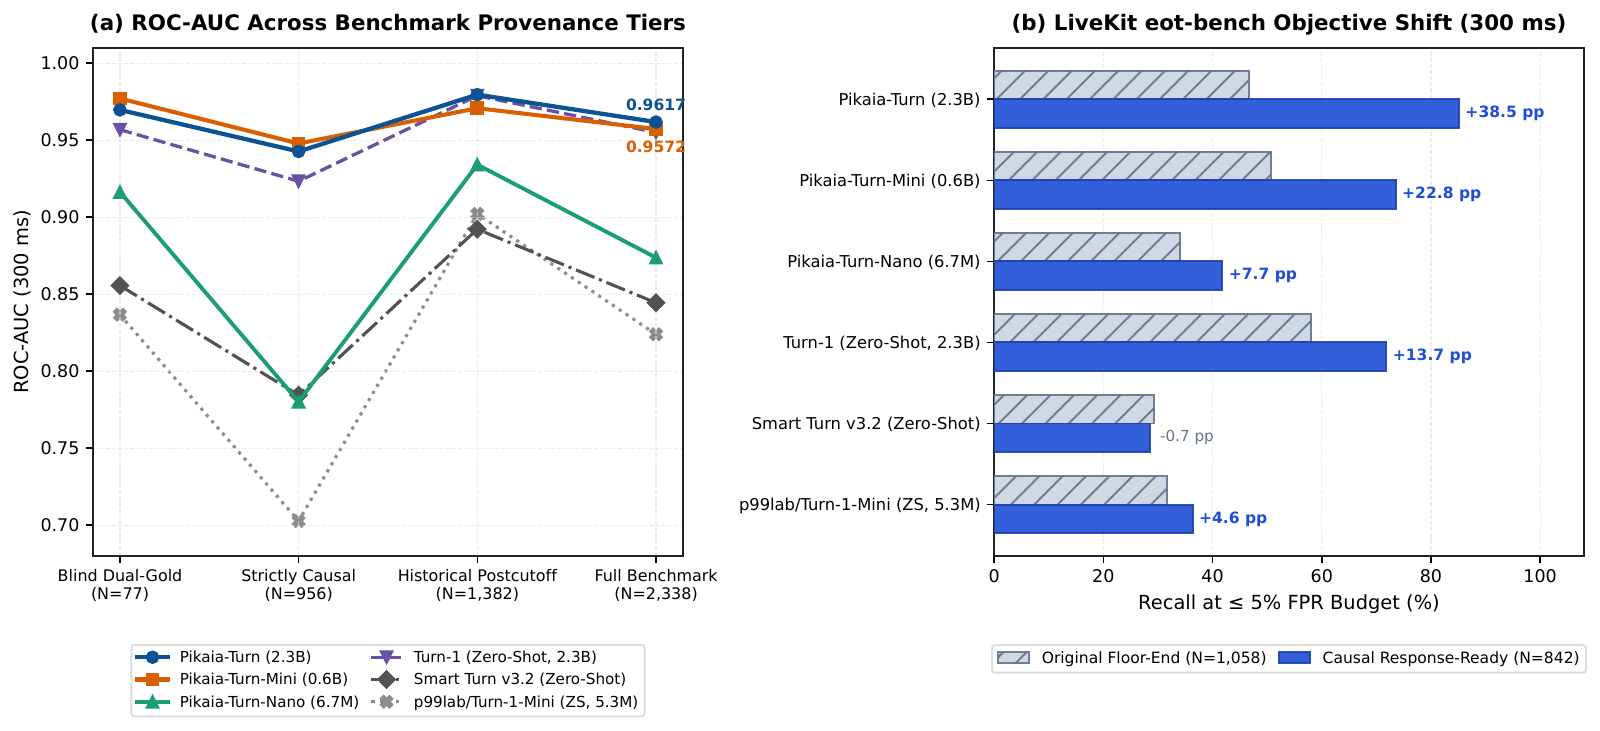 (a) ROC-AUC Across Benchmark Provenance Tiers
ROC-AUC (300 ms)
1.00
0.95
0.90
0.85
0.80
0.75
0.70
0.9617
0.9572
Blind Dual-Gold
(N=77)
Strictly Causal
(N=956)
Historical Postcutoff
(N=1,382)
Full Benchmark
(N=2,338)
Pikaia-Turn (2.3B)
Pikaia-Turn-Mini (0.6B)
Pikaia-Turn-Nano (6.7M)
Turn-1 (Zero-Shot, 2.3B)
Smart Turn v3.2 (Zero-Shot)
p99lab/Turn-1-Mini (ZS, 5.3M)
(b) LiveKit eot-bench Objective Shift (300 ms)
Pikaia-Turn (2.3B)
+38.5 pp
Pikaia-Turn-Mini (0.6B)
+22.8 pp
Pikaia-Turn-Nano (6.7M)
+7.7 pp
Turn-1 (Zero-Shot, 2.3B)
+13.7 pp
Smart Turn v3.2 (Zero-Shot)
-0.7 pp
p99lab/Turn-1-Mini (ZS, 5.3M)
+4.6 pp
0 20 40 60 80 100
Recall at ≤ 5% FPR Budget (%)
Original Floor-End (N=1,058)
Causal Response-Ready (N=842)